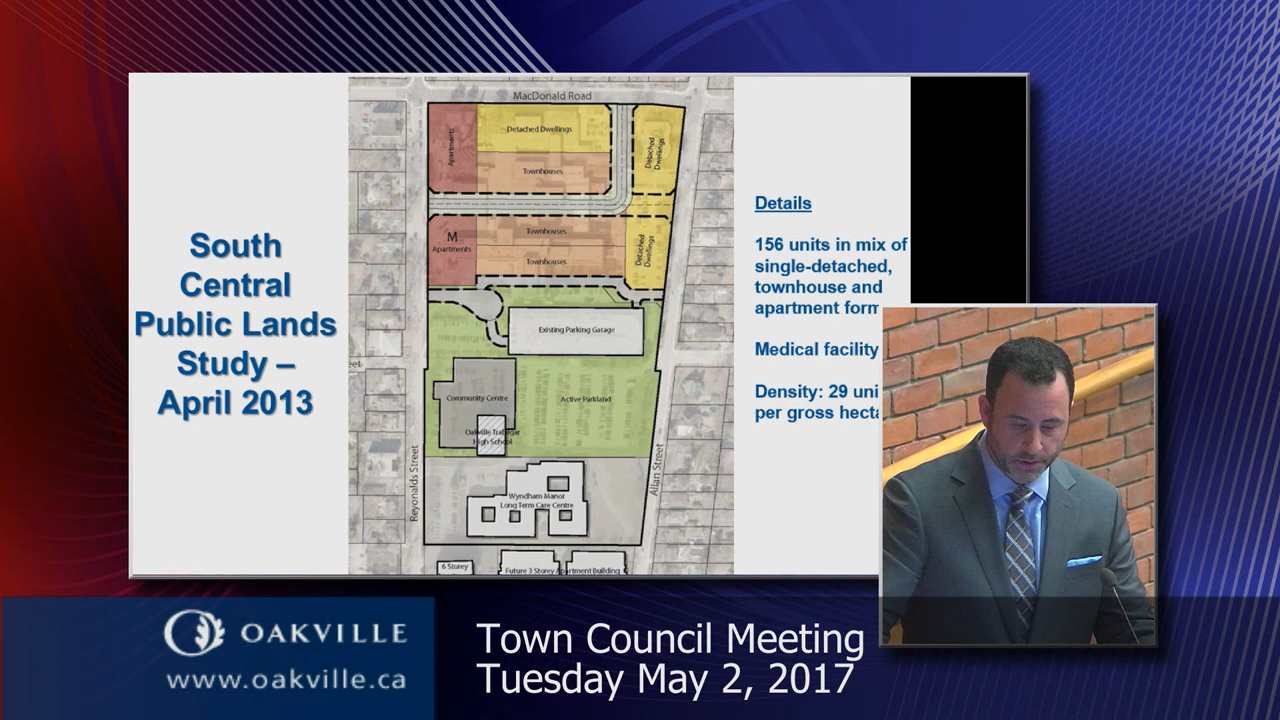 South
Central
Public Lands
Study –
April 2013
MacDonald Road
Apartments
Detached Dwellings
Detached
Dwellings
Townhouses
M
Apartments
Townhouses
Townhouses
Detached
Dwellings
Existing Parking Garage
Community Centre
Active Parkland
Oakville Trafalgar
High School
Reyonalds Street
Allan Street
Wyndham Manor
Long Term Care Centre
6 Storey
Future 3 Storey Apartment Building
Details
156 units in mix of
single-detached,
townhouse and
apartment form
Medical facility
Density: 29 uni
per gross hecta
OAKVILLE
www.oakville.ca
Town Council Meeting
Tuesday May 2, 2017